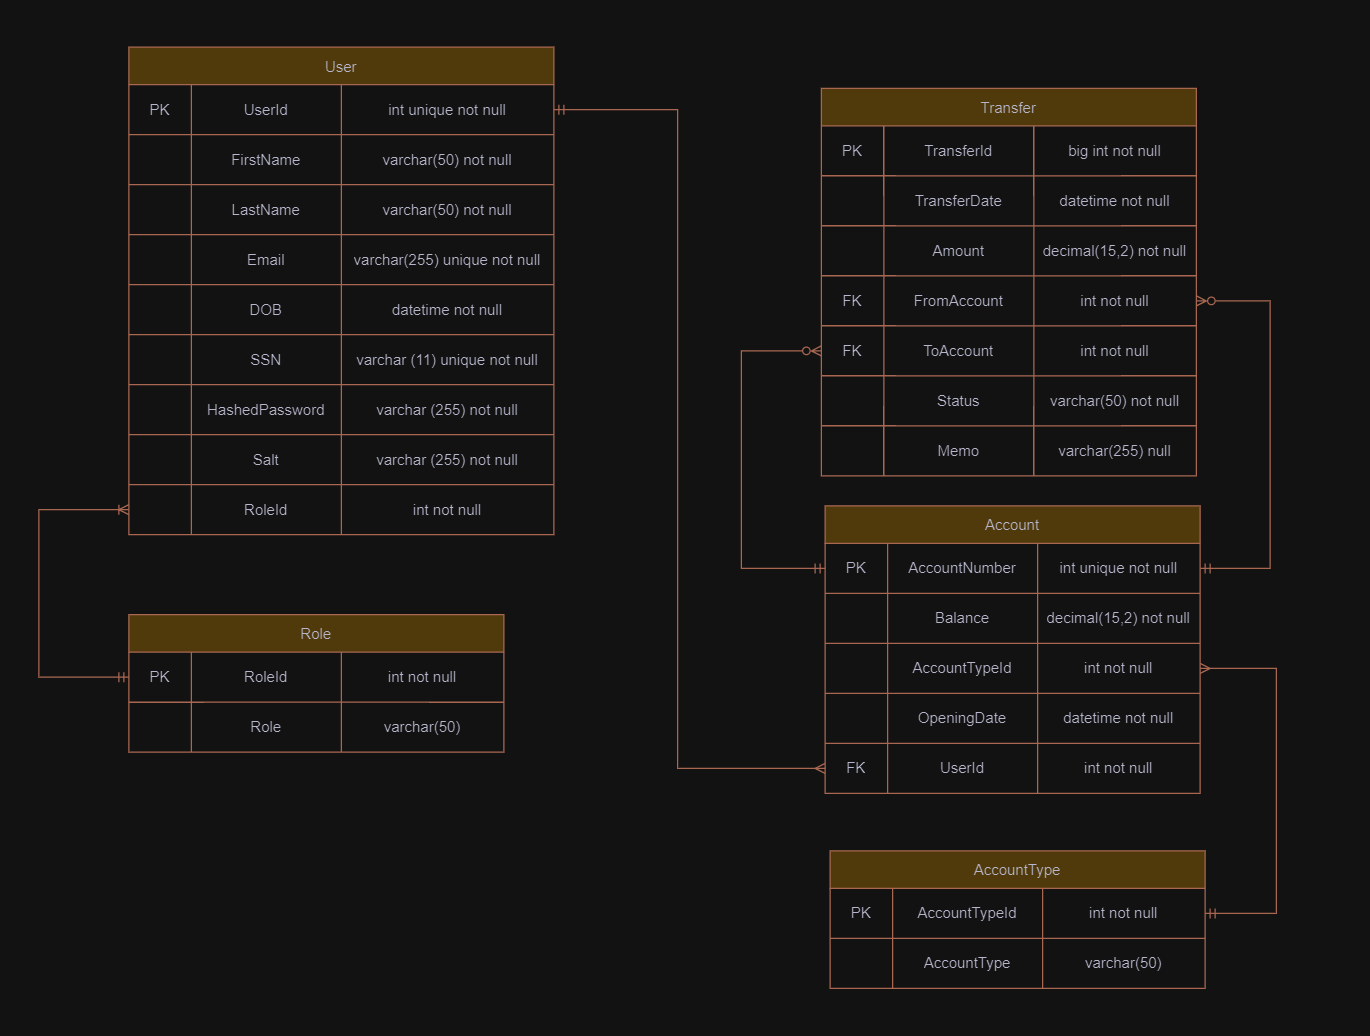 User
PK UserId int unique not null
FirstName varchar(50) not null
LastName varchar(50) not null
Email varchar(255) unique not null
DOB datetime not null
SSN varchar (11) unique not null
HashedPassword varchar (255) not null
Salt varchar (255) not null
RoleId int not null
Role
PK RoleId int not null
Role varchar(50)
Transfer
PK TransferId big int not null
TransferDate datetime not null
Amount decimal(15,2) not null
FK FromAccount int not null
FK ToAccount int not null
Status varchar(50) not null
Memo varchar(255) null
Account
PK AccountNumber int unique not null
Balance decimal(15,2) not null
AccountTypeId int not null
OpeningDate datetime not null
FK UserId int not null
AccountType
PK AccountTypeId int not null
AccountType varchar(50)